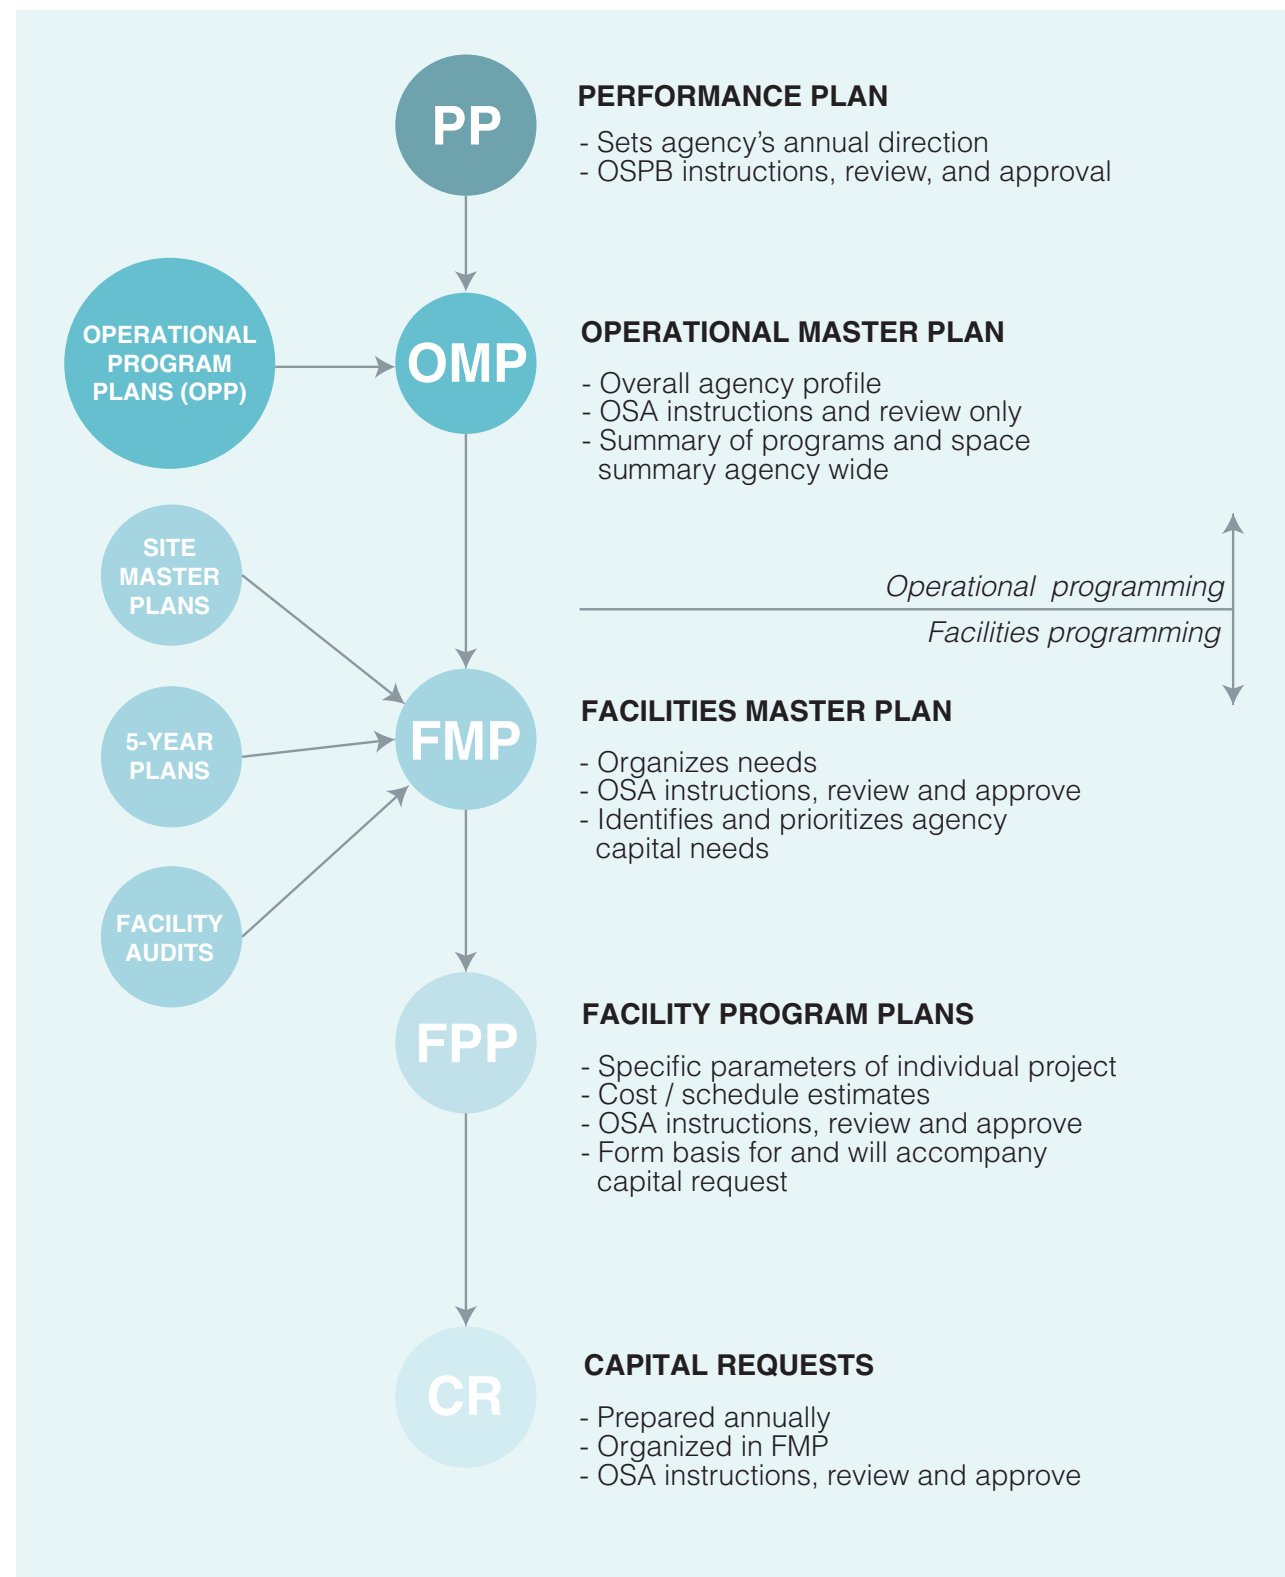 PP
PERFORMANCE PLAN
- Sets agency’s annual direction
- OSPB instructions, review, and approval
OPERATIONAL
PROGRAM
PLANS (OPP)
OMP
OPERATIONAL MASTER PLAN
- Overall agency profile
- OSA instructions and review only
- Summary of programs and space
summary agency wide
SITE
MASTER
PLANS
Operational programming
Facilities programming
5-YEAR
PLANS
FMP
FACILITIES MASTER PLAN
- Organizes needs
- OSA instructions, review and approve
- Identifies and prioritizes agency
capital needs
FACILITY
AUDITS
FPP
FACILITY PROGRAM PLANS
- Specific parameters of individual project
- Cost / schedule estimates
- OSA instructions, review and approve
- Form basis for and will accompany
capital request
CR
CAPITAL REQUESTS
- Prepared annually
- Organized in FMP
- OSA instructions, review and approve